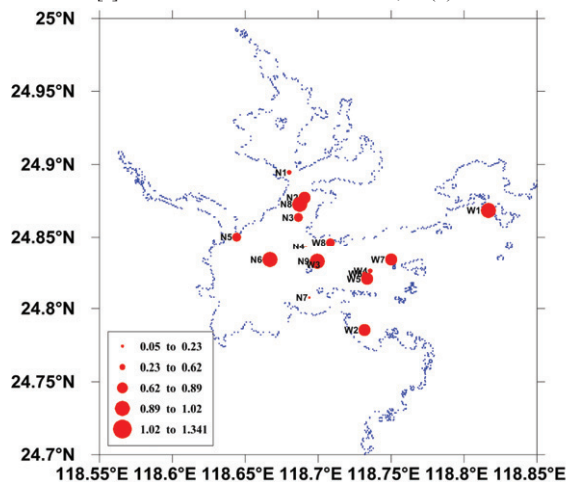 25°N
24.95°N
24.9°N
24.85°N
24.8°N
24.75°N
24.7°N
N1
N2
N8
N3
N5
W8
N4
W1
N6
N9
W3
W7
W4
W5
N7
W2
0.05 to 0.23
0.23 to 0.62
0.62 to 0.89
0.89 to 1.02
1.02 to 1.341
118.55°E 118.6°E 118.65°E 118.7°E 118.75°E 118.8°E 118.85°E